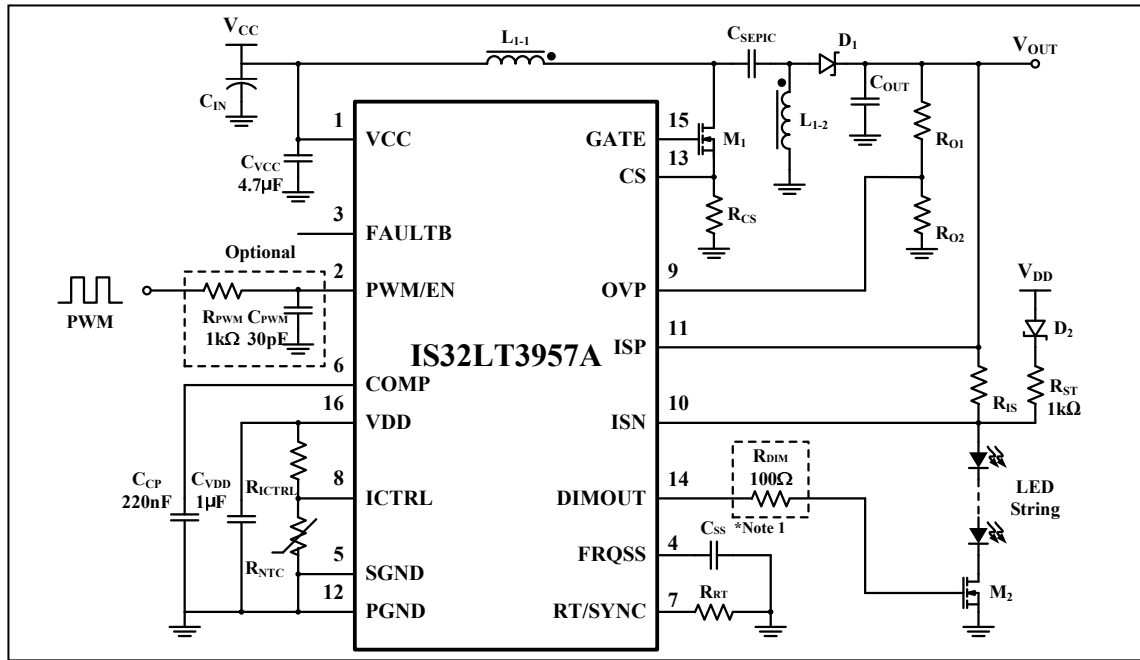 VCC
L1-1
CSEPIC
D1
VOUT
CIN
COUT
1
VCC
GATE
15
M1
L1-2
RO1
CVCC
4.7µF
CS
13
RCS
RO2
3
FAULTB
Optional
PWM
RPWM
1kΩ
CPWM
30pF
2
PWM/EN
OVP
9
VDD
D2
IS32LT3957A
ISP
11
RIS
RST
1kΩ
6
COMP
16
VDD
ISN
10
CCP
220nF
CVDD
1µF
RICTRL
8
ICTRL
DIMOUT
14
RDIM
100Ω
*Note 1
LED
String
RNTC
5
SGND
FRQSS
4
CSS
12
PGND
RT/SYNC
7
RRT
M2